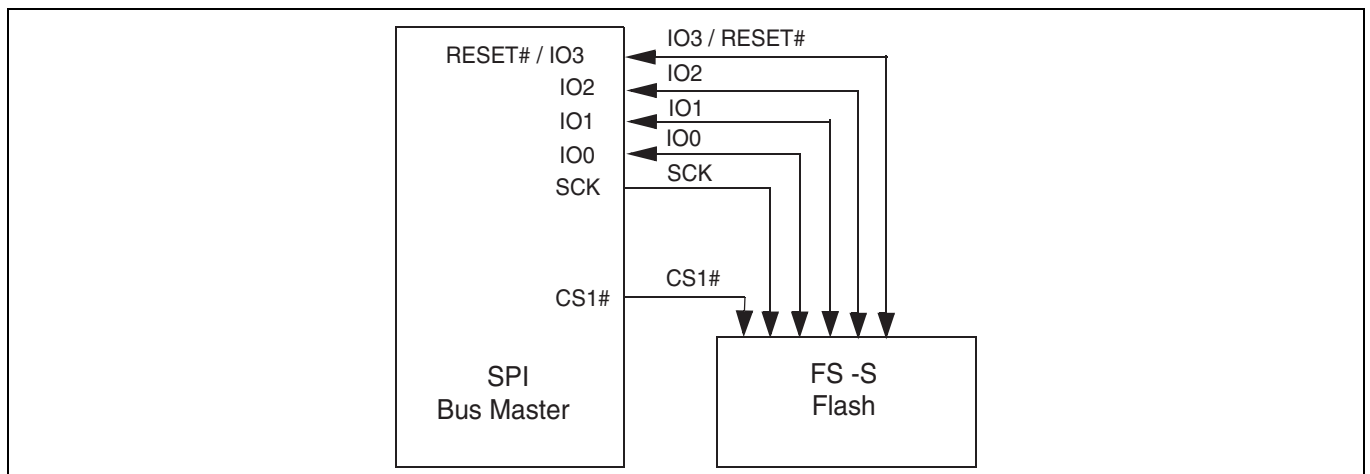 RESET# / IO3
IO3 / RESET#
IO2
IO2
IO1
IO1
IO0
IO0
SCK
SCK
CS1#
CS1#
SPI
Bus Master
FS -S
Flash